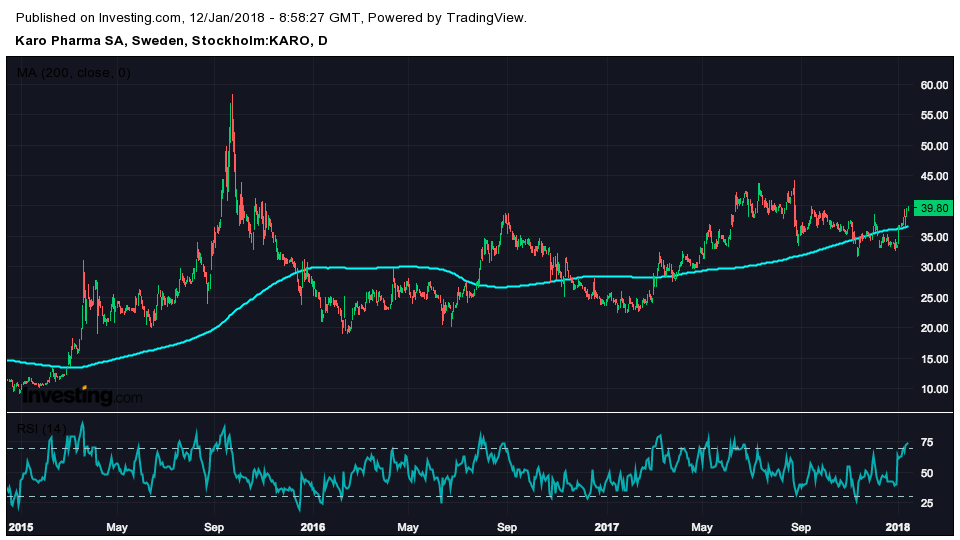 Published on Investing.com, 12/Jan/2018 - 8:58:27 GMT, Powered by TradingView.
Karo Pharma SA, Sweden, Stockholm:KARO, D
MA (200, close, 0)
60.00
55.00
50.00
45.00
39.80
35.00
30.00
25.00
20.00
15.00
10.00
Investing.com
RSI (14)
75
50
25
2015 May Sep 2016 May Sep 2017 May Sep 2018